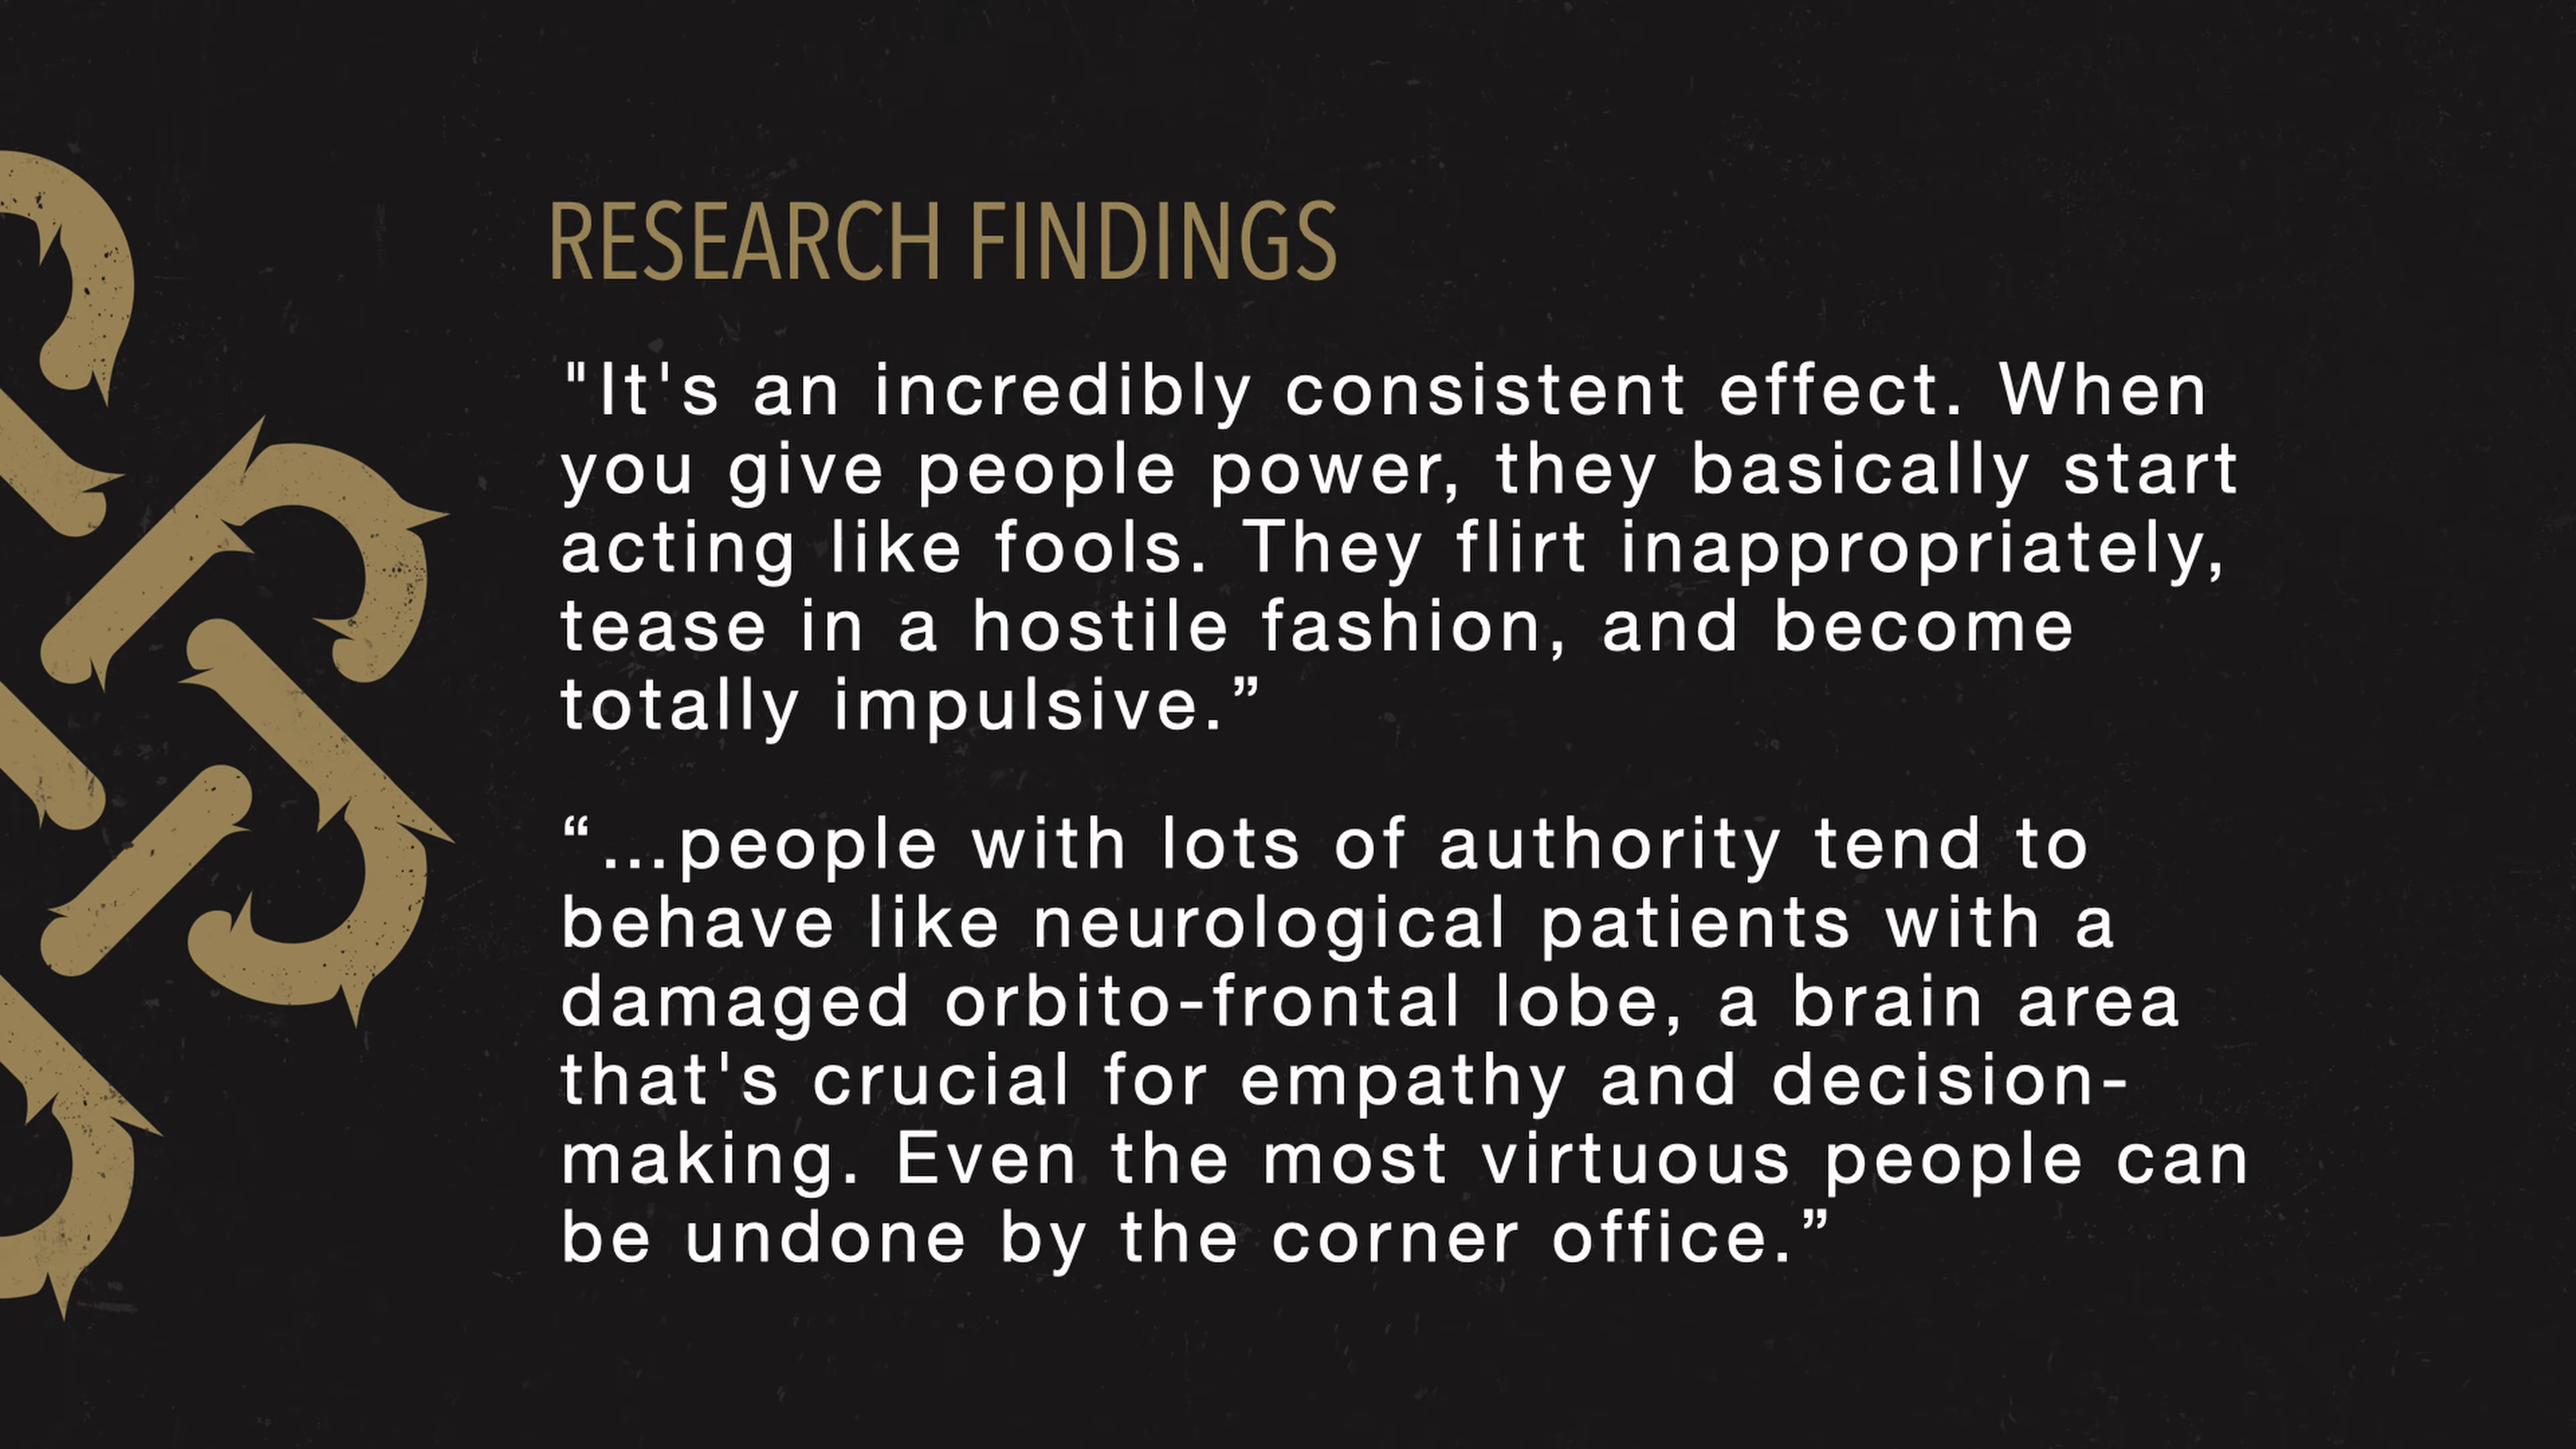 RESEARCH FINDINGS
"It's an incredibly consistent effect. When
you give people power, they basically start
acting like fools. They flirt inappropriately,
tease in a hostile fashion, and become
totally impulsive.”
“...people with lots of authority tend to
behave like neurological patients with a
damaged orbito-frontal lobe, a brain area
that's crucial for empathy and decision-
making. Even the most virtuous people can
be undone by the corner office.”